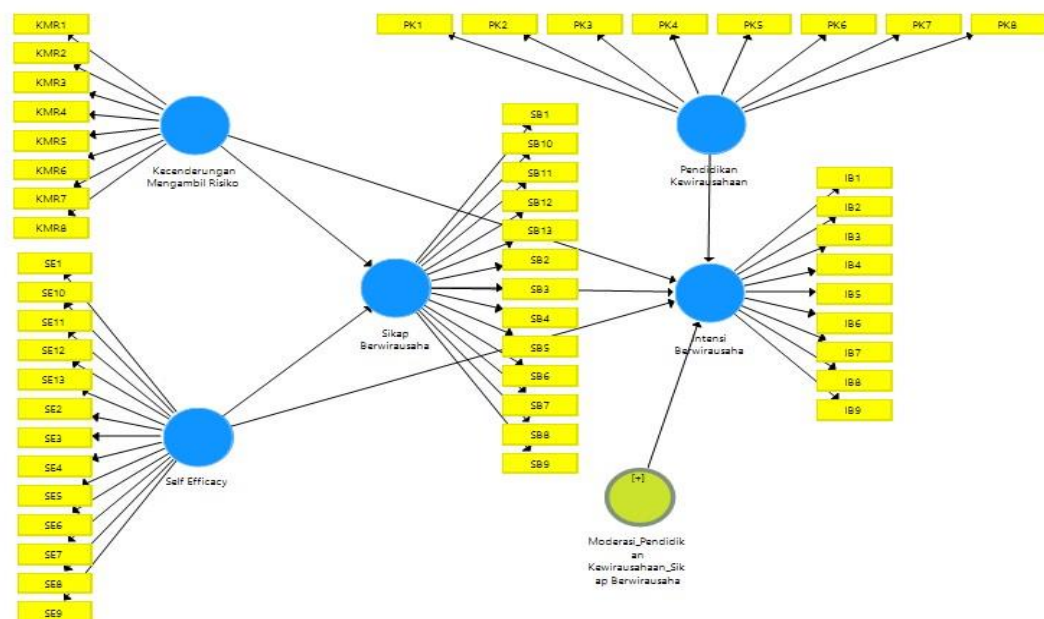 KMR1
KMR2
KMR3
KMR4
KMR5
KMR6
KMR7
KMR8
Kecenderungan
Mengambil Risiko
PK1
PK2
PK3
PK4
PK5
PK6
PK7
PK8
Pendidikan
Kewirausahaan
SE1
SE10
SE11
SE12
SE13
SE2
SE3
SE4
SE5
SE6
SE7
SE8
SE9
Self Efficacy
Sikap
Berwirausaha
SB1
SB10
SB11
SB12
SB13
SB2
SB3
SB4
SB5
SB6
SB7
SB8
SB9
Intensi
Berwirausaha
IB1
IB2
IB3
IB4
IB5
IB6
IB7
IB8
IB9
[+]
Moderasi_Pendidik
an
Kewirausahaan_Sik
ap Berwirausaha